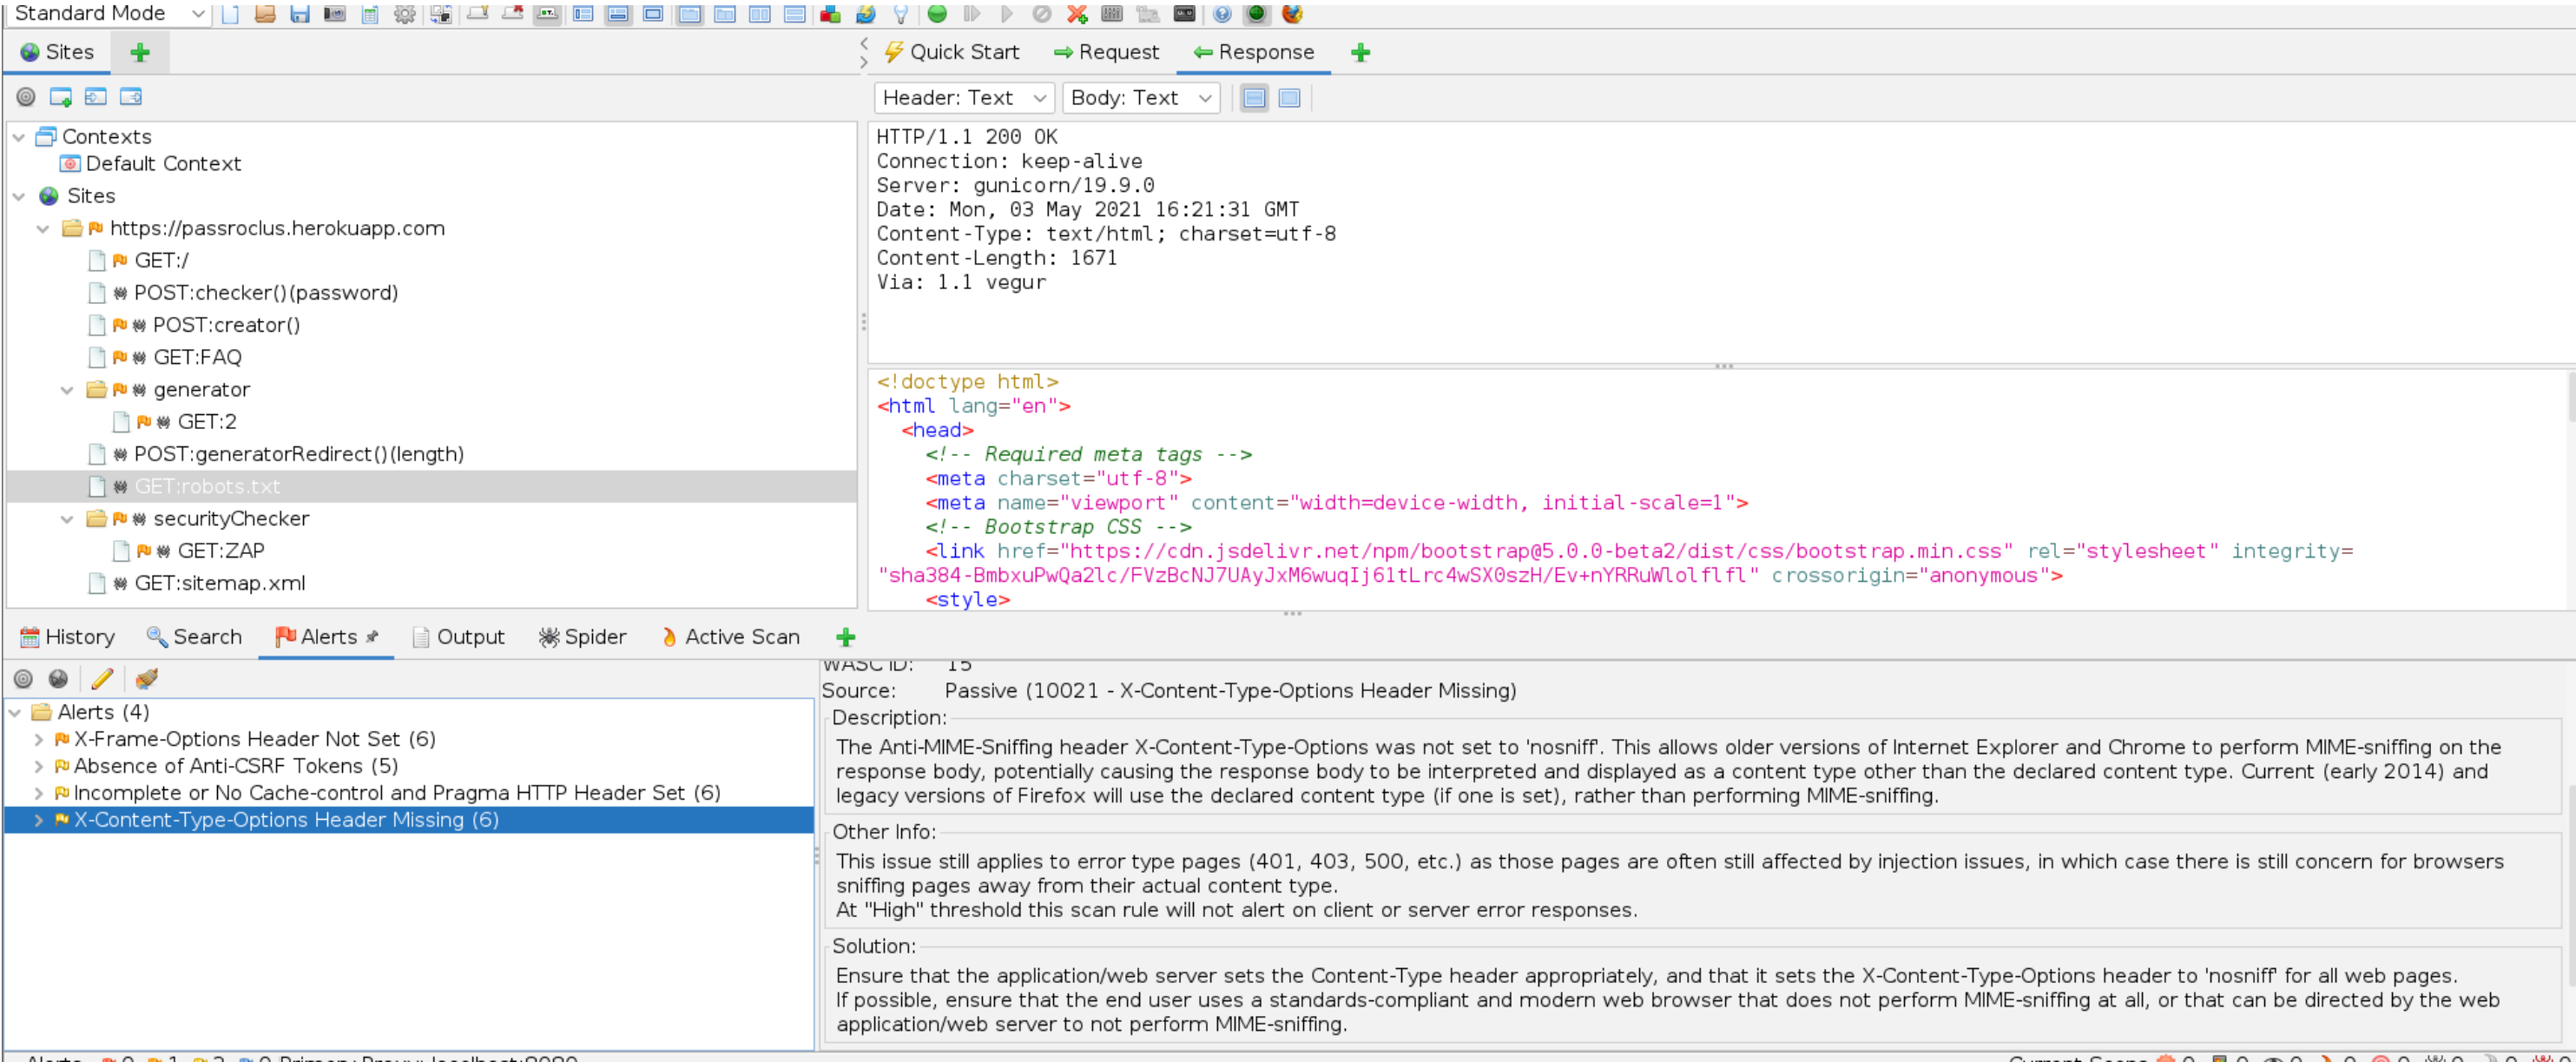 Standard Mode
Sites
Quick Start
Request
Response
Header: Text
Body: Text
Contexts
Default Context
Sites
https://passroclus.herokuapp.com
GET:/
POST:checker()(password)
POST:creator()
GET:FAQ
generator
GET:2
POST:generatorRedirect()(length)
GET:robots.txt
securityChecker
GET:ZAP
GET:sitemap.xml
HTTP/1.1 200 OK
Connection: keep-alive
Server: gunicorn/19.9.0
Date: Mon, 03 May 2021 16:21:31 GMT
Content-Type: text/html; charset=utf-8
Content-Length: 1671
Via: 1.1 vegur
<!doctype html>
<html lang="en">
<head>
<!-- Required meta tags -->
<meta charset="utf-8">
<meta name="viewport" content="width=device-width, initial-scale=1">
<!-- Bootstrap CSS -->
<link href="https://cdn.jsdelivr.net/npm/bootstrap@5.0.0-beta2/dist/css/bootstrap.min.css" rel="stylesheet" integrity=
"sha384-BmbxuPwQa2lc/FVzBcNJ7UAyJxM6wuqIj61tLrc4wSX0szH/Ev+nYRRuWlolflfl" crossorigin="anonymous">
<style>
History
Search
Alerts
Output
Spider
Active Scan
Alerts (4)
X-Frame-Options Header Not Set (6)
Absence of Anti-CSRF Tokens (5)
Incomplete or No Cache-control and Pragma HTTP Header Set (6)
X-Content-Type-Options Header Missing (6)
WASC ID: 15
Source: Passive (10021 - X-Content-Type-Options Header Missing)
Description:
The Anti-MIME-Sniffing header X-Content-Type-Options was not set to 'nosniff'. This allows older versions of Internet Explorer and Chrome to perform MIME-sniffing on the
response body, potentially causing the response body to be interpreted and displayed as a content type other than the declared content type. Current (early 2014) and
legacy versions of Firefox will use the declared content type (if one is set), rather than performing MIME-sniffing.
Other Info:
This issue still applies to error type pages (401, 403, 500, etc.) as those pages are often still affected by injection issues, in which case there is still concern for browsers
sniffing pages away from their actual content type.
At "High" threshold this scan rule will not alert on client or server error responses.
Solution:
Ensure that the application/web server sets the Content-Type header appropriately, and that it sets the X-Content-Type-Options header to 'nosniff' for all web pages.
If possible, ensure that the end user uses a standards-compliant and modern web browser that does not perform MIME-sniffing at all, or that can be directed by the web
application/web server to not perform MIME-sniffing.